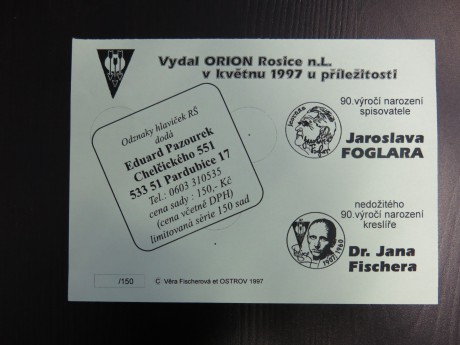 Vydal ORION Rosice n.L.
v květnu 1997 u příležitosti
Odznaky hlaviček RŠ
dodá
Eduard Pazourek
Chelčického 551
533 51 Pardubice 17
Tel.: 0603 310535
cena sady : 150,- Kč
(cena včetně DPH)
limitovaná série 150 sad
90.výročí narození
spisovatele
Jaroslava
FOGLARA
nedožitého
90.výročí narození
kreslíře
Dr. Jana
Fischera
1907/1960
/150
© Věra Fischerová et OSTROV 1997